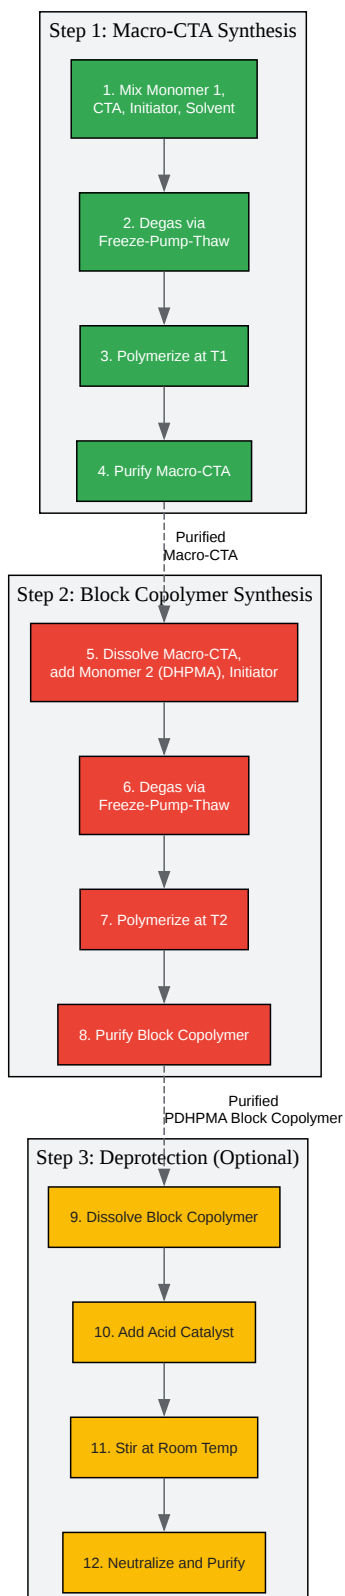 Step 1: Macro-CTA Synthesis
1. Mix Monomer 1,
CTA, Initiator, Solvent
2. Degas via
Freeze-Pump-Thaw
3. Polymerize at T1
4. Purify Macro-CTA
Purified
Macro-CTA
Step 2: Block Copolymer Synthesis
5. Dissolve Macro-CTA,
add Monomer 2 (DHPMA), Initiator
6. Degas via
Freeze-Pump-Thaw
7. Polymerize at T2
8. Purify Block Copolymer
Purified
PDHPMA Block Copolymer
Step 3: Deprotection (Optional)
9. Dissolve Block Copolymer
10. Add Acid Catalyst
11. Stir at Room Temp
12. Neutralize and Purify